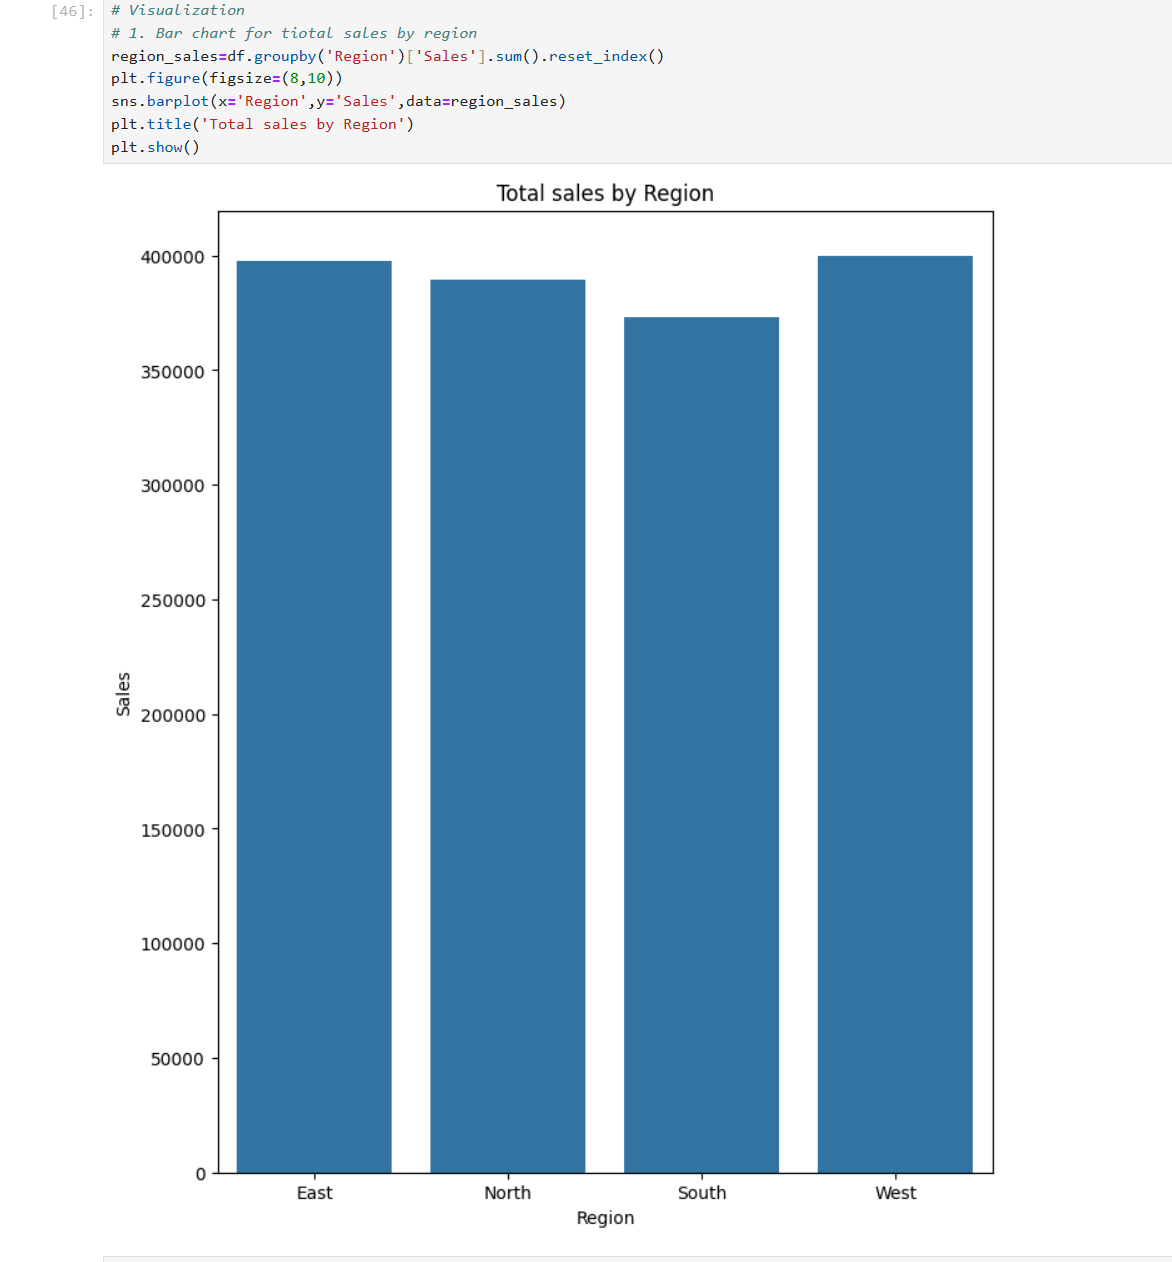 [46]:
# Visualization
# 1. Bar chart for tiotal sales by region
region_sales=df.groupby('Region')['Sales'].sum().reset_index()
plt.figure(figsize=(8,10))
sns.barplot(x='Region',y='Sales',data=region_sales)
plt.title('Total sales by Region')
plt.show()
Total sales by Region
400000
350000
300000
250000
200000
150000
100000
50000
0
Sales
East North South West
Region